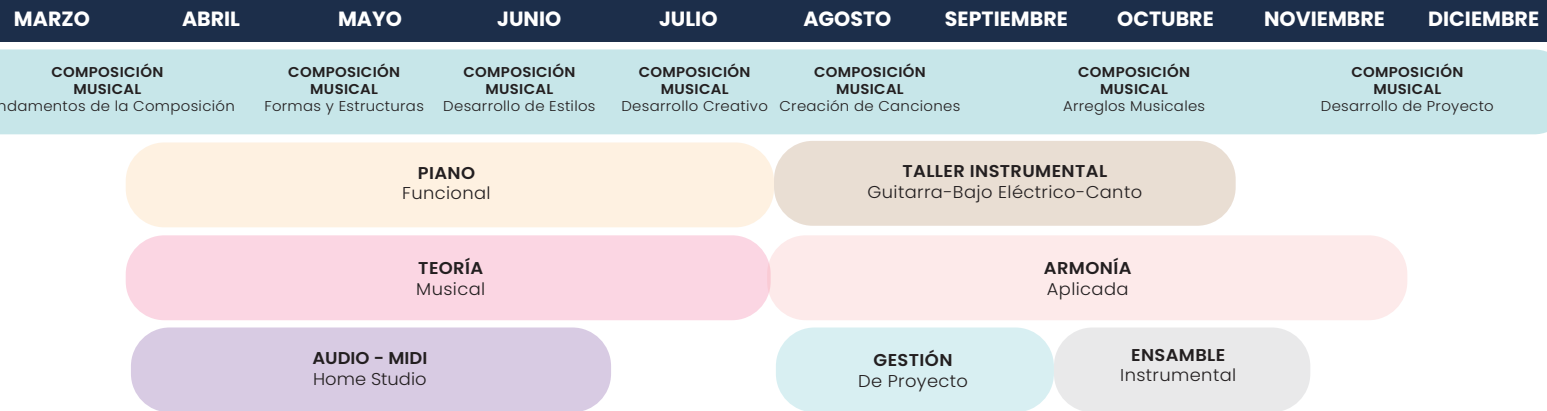 MARZO ABRIL MAYO JUNIO JULIO AGOSTO SEPTIEMBRE OCTUBRE NOVIEMBRE DICIEMBRE
COMPOSICIÓN COMPOSICIÓN COMPOSICIÓN COMPOSICIÓN COMPOSICIÓN COMPOSICIÓN COMPOSICIÓN
MUSICAL MUSICAL MUSICAL MUSICAL MUSICAL MUSICAL MUSICAL
ndamentos de la Composición Formas y Estructuras Desarrollo de Estilos Desarrollo Creativo Creación de Canciones Arreglos Musicales Desarrollo de Proyecto
PIANO
Funcional
TALLER INSTRUMENTAL
Guitarra-Bajo Eléctrico-Canto
TEORÍA
Musical
ARMONÍA
Aplicada
AUDIO - MIDI
Home Studio
GESTIÓN
De Proyecto
ENSAMBLE
Instrumental